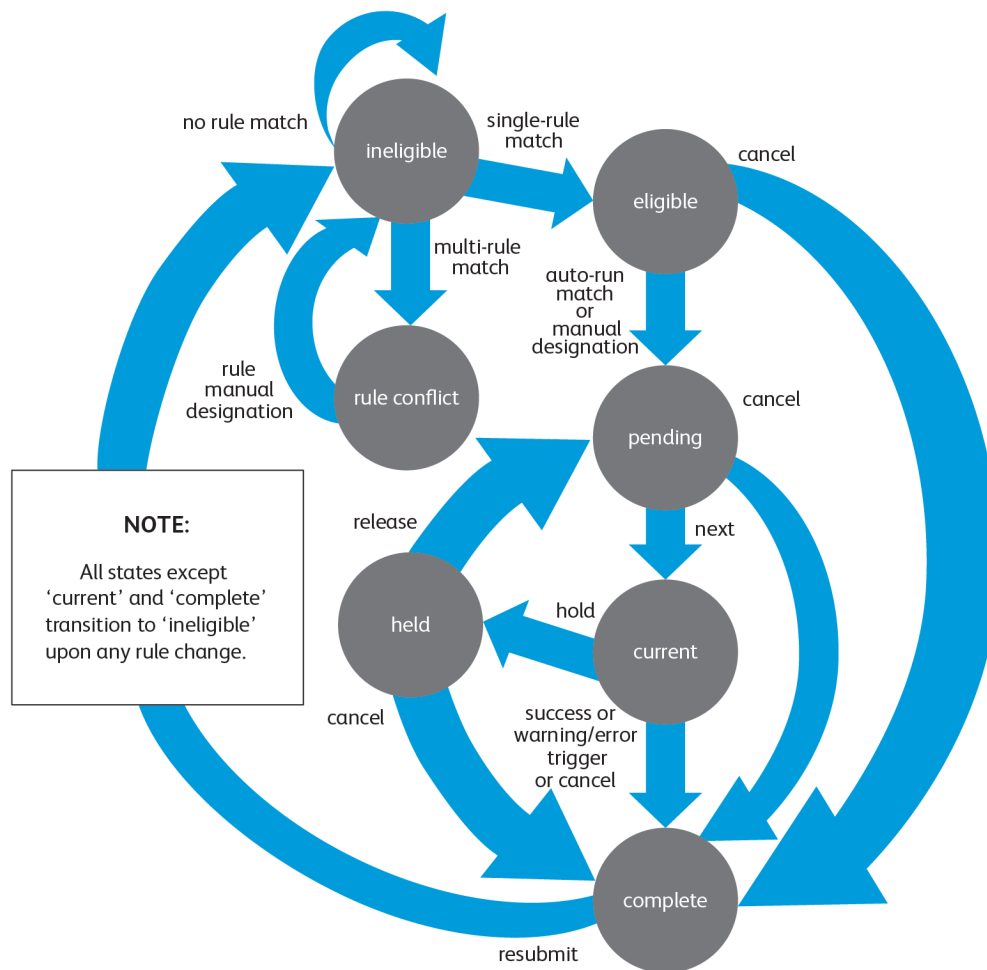 no rule match
ineligible
single-rule
match
cancel
eligible
multi-rule
match
auto-run
match
or
manual
designation
rule
manual
designation
rule conflict
cancel
pending
release
next
NOTE:
All states except
‘current’ and ‘complete’
transition to ‘ineligible’
upon any rule change.
held
hold
current
cancel
success or
warning/error
trigger
or cancel
complete
resubmit